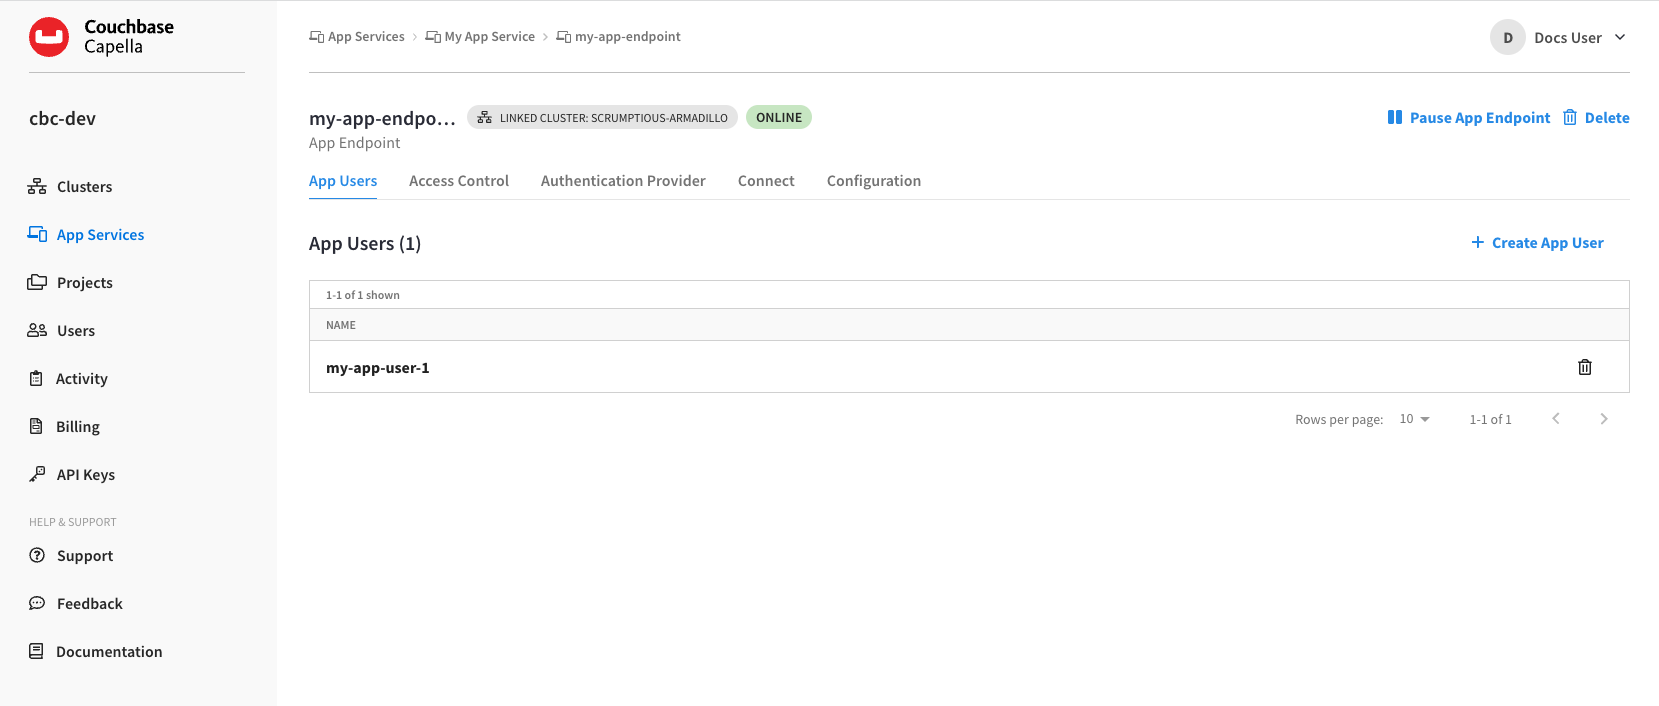 Couchbase
Capella
App Services
My App Service
my-app-endpoint
D
Docs User
cbc-dev
Clusters
App Services
Projects
Users
Activity
Billing
API Keys
HELP & SUPPORT
Support
Feedback
Documentation
my-app-endpo...
LINKED CLUSTER: SCRUMPTIOUS-ARMADILLO
ONLINE
Pause App Endpoint
Delete
App Endpoint
App Users
Access Control
Authentication Provider
Connect
Configuration
App Users (1)
+ Create App User
1-1 of 1 shown
NAME
my-app-user-1
Rows per page: 10
1-1 of 1